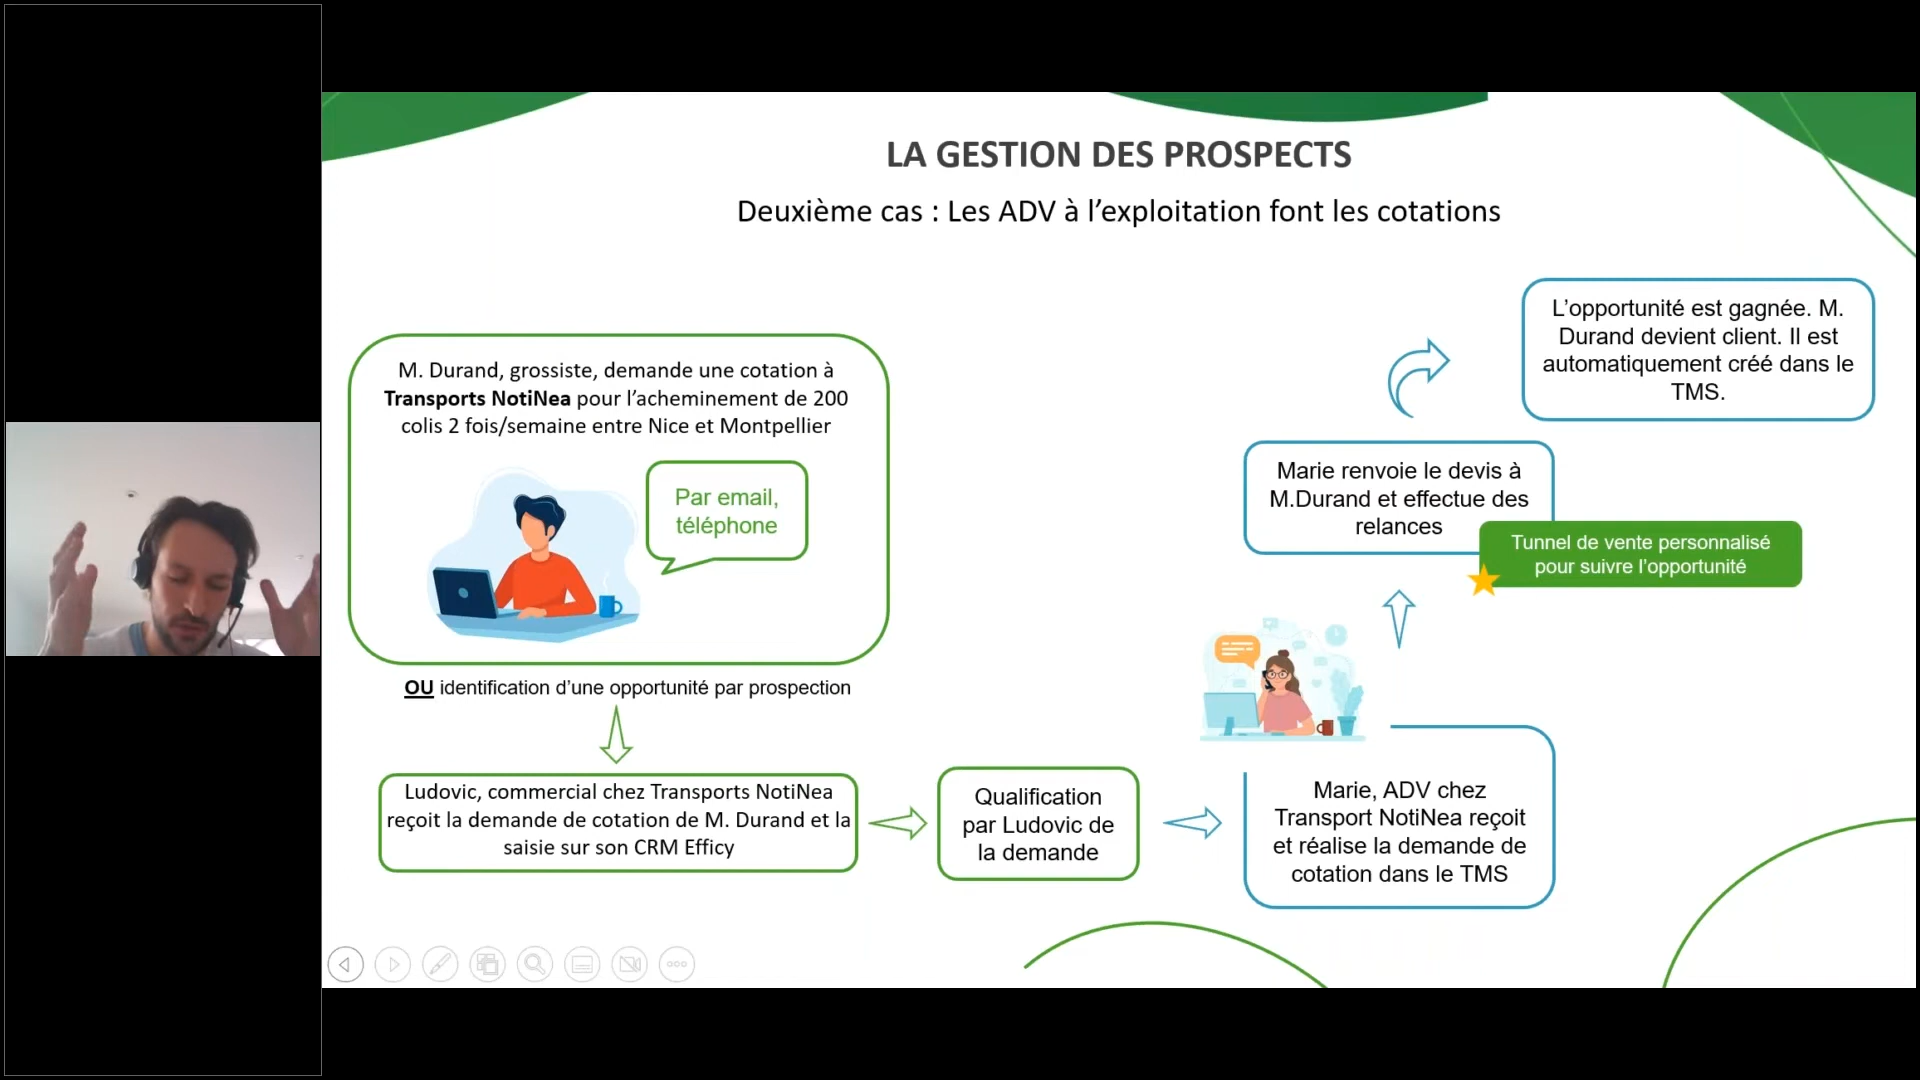 LA GESTION DES PROSPECTS
Deuxième cas : Les ADV à l’exploitation font les cotations
M. Durand, grossiste, demande une cotation à
Transports NotiNea pour l’acheminement de 200
colis 2 fois/semaine entre Nice et Montpellier
Par email,
téléphone
OU identification d’une opportunité par prospection
Ludovic, commercial chez Transports NotiNea
reçoit la demande de cotation de M. Durand et la
saisie sur son CRM Efficy
Qualification
par Ludovic de
la demande
Marie, ADV chez
Transport NotiNea reçoit
et réalise la demande de
cotation dans le TMS
Marie renvoie le devis à
M.Durand et effectue des
relances
Tunnel de vente personnalisé
pour suivre l’opportunité
L’opportunité est gagnée. M.
Durand devient client. Il est
automatiquement créé dans le
TMS.